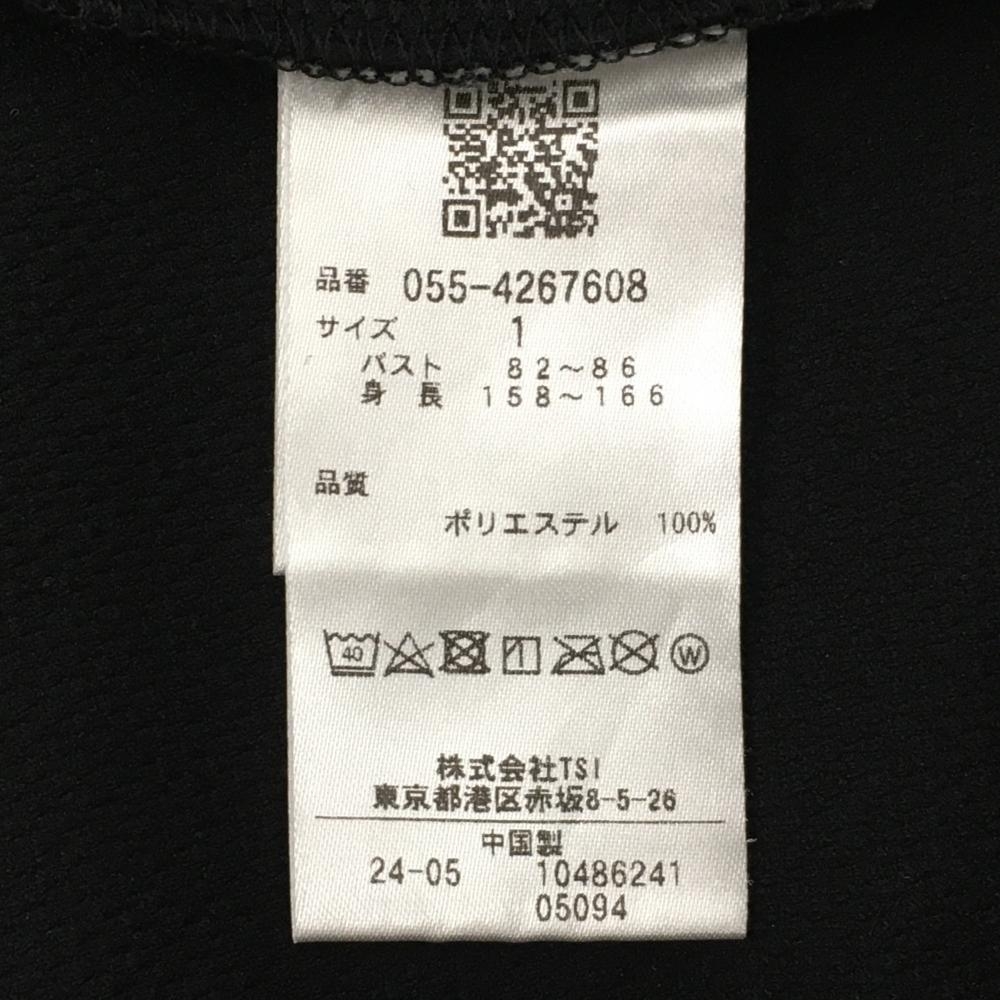 品番 055-4267608
サイズ 1
バスト 82~86
身長 158~166
品質
ポリエステル 100%
40 W
株式会社TSI
東京都港区赤坂8-5-26
中国製
24-05 10486241
05094